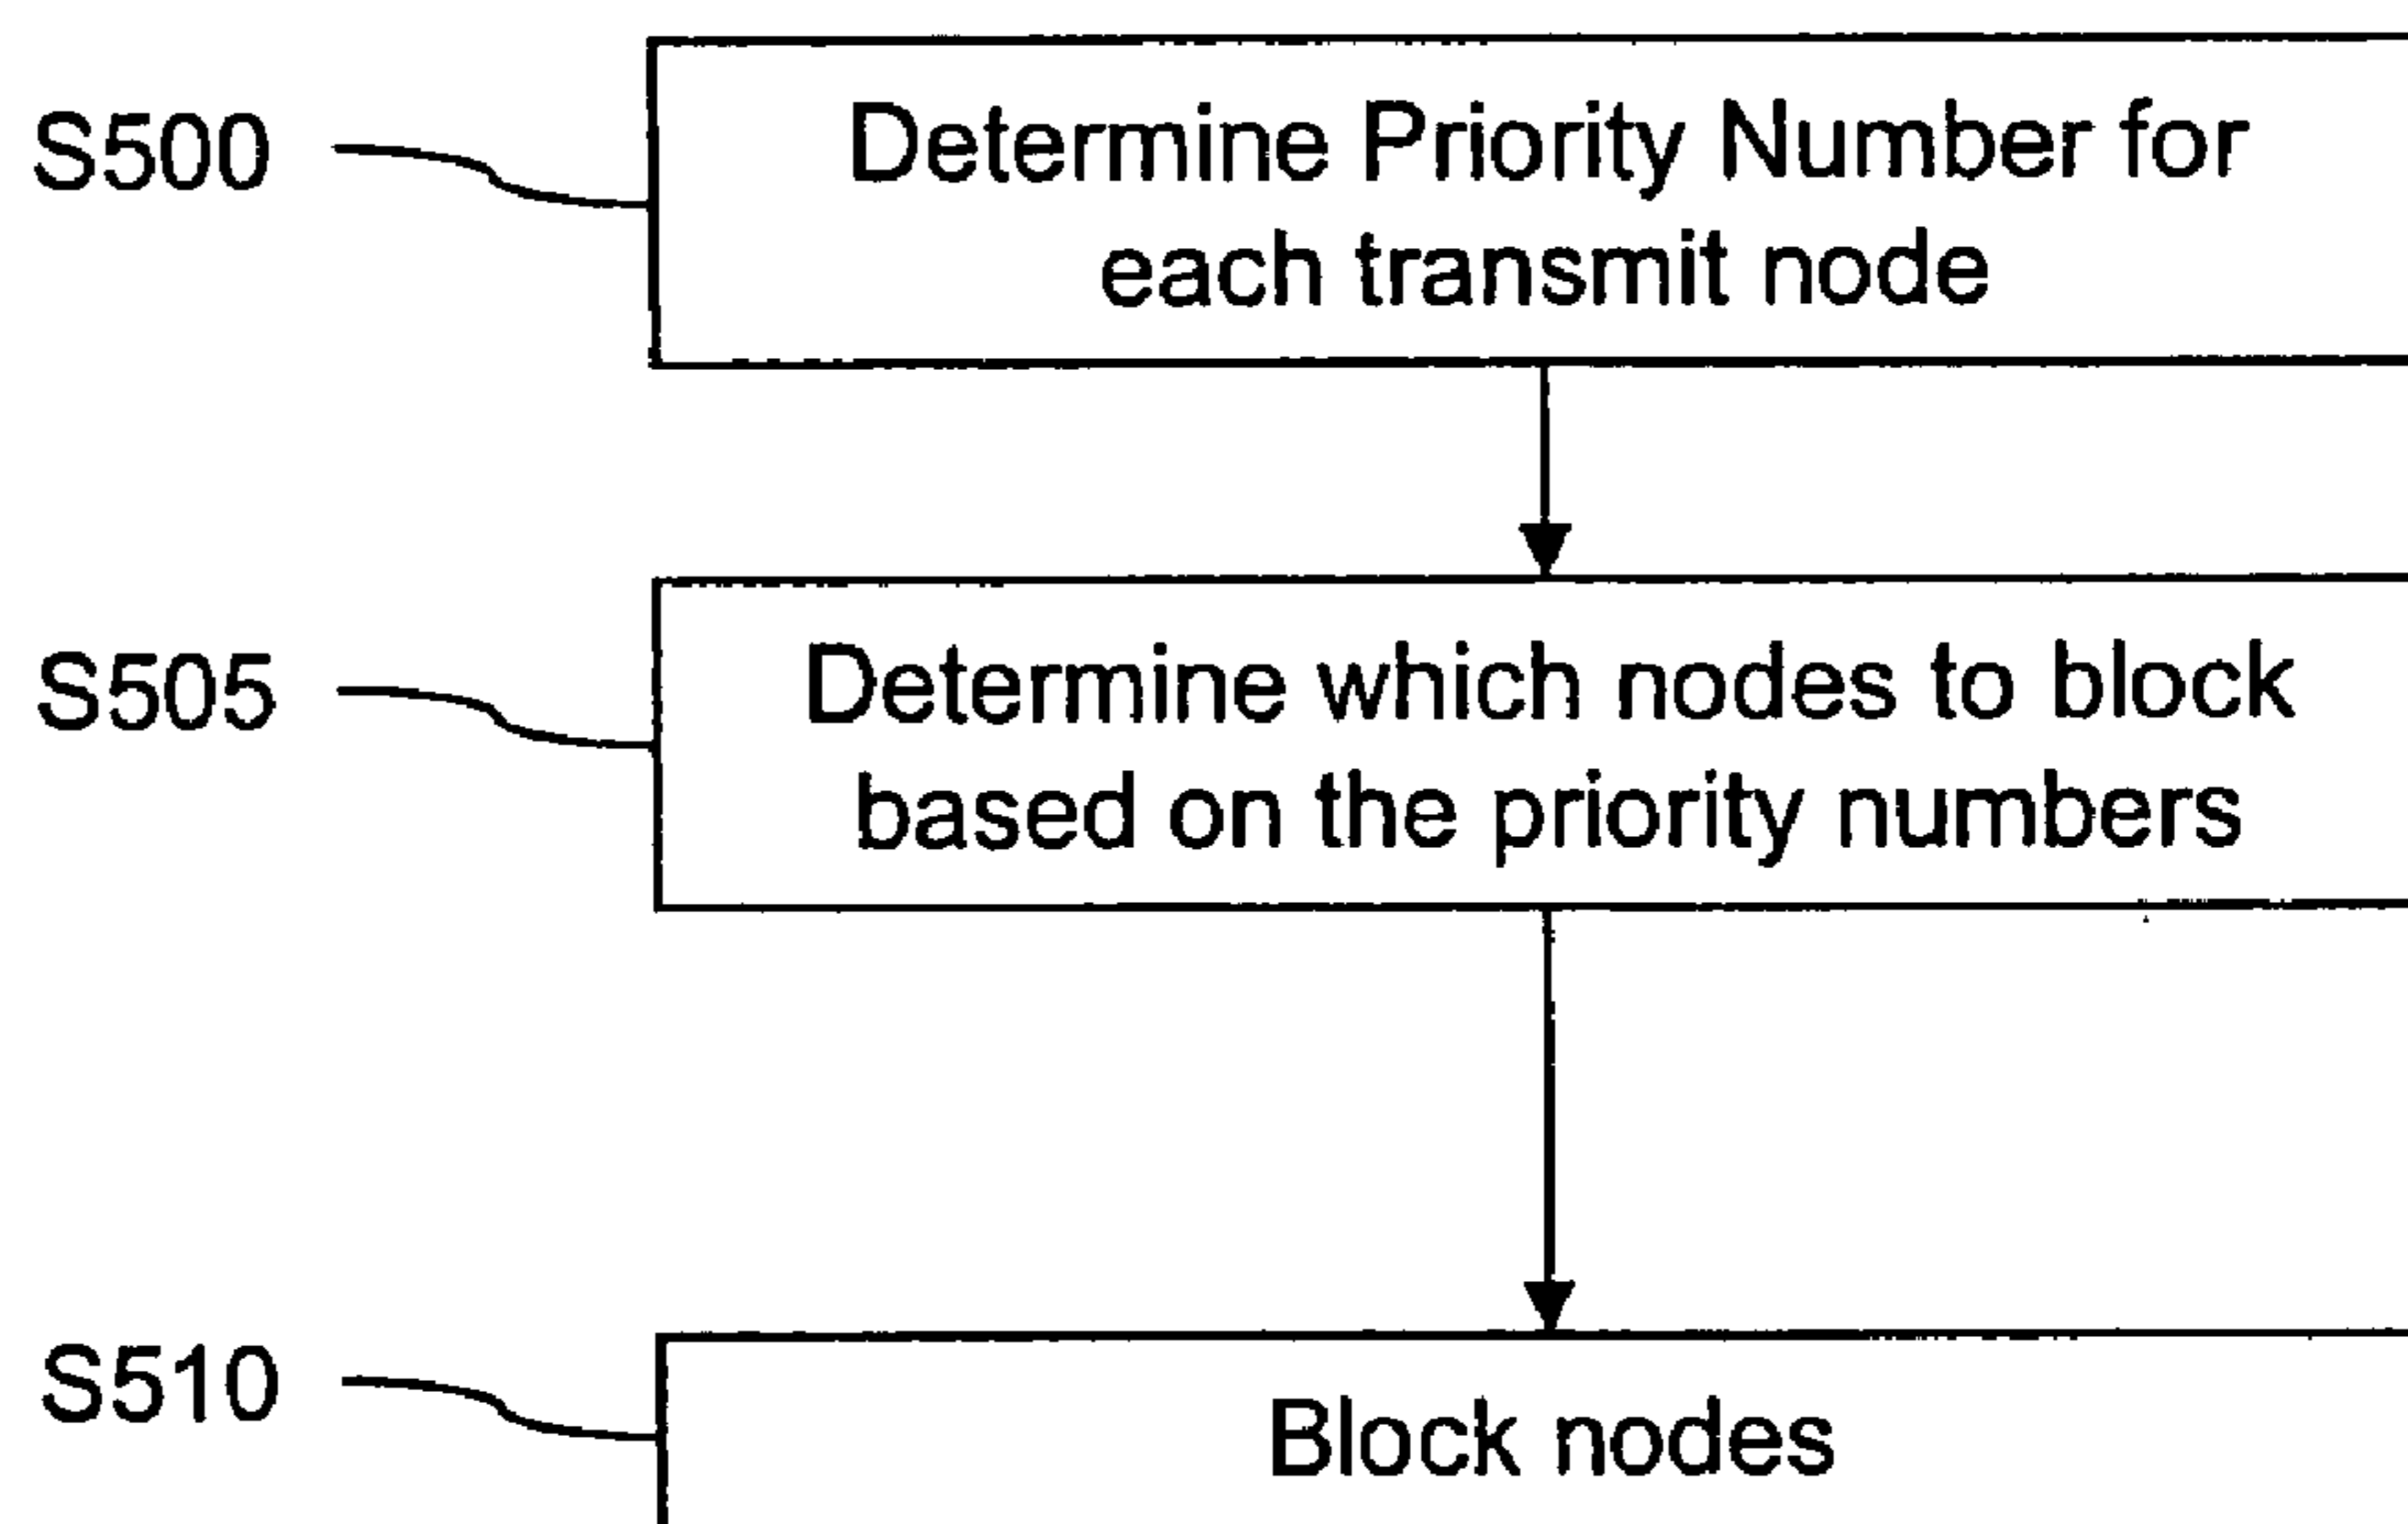 S500
Determine Priority Number for
each transmit node
S505
Determine which nodes to block
based on the priority numbers
S510
Block nodes